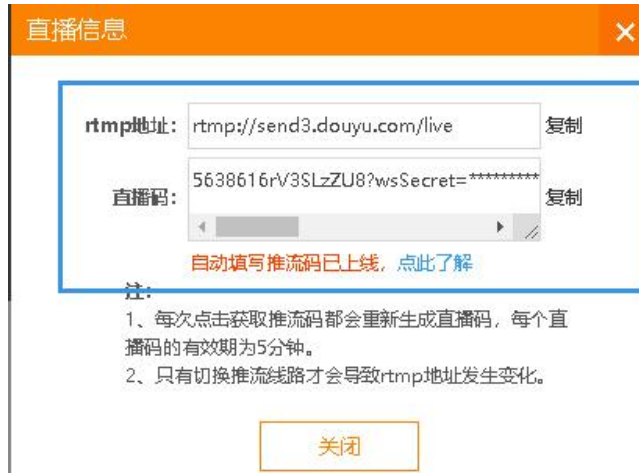 直播信息
rtmp地址： rtmp://send3.douyu.com/live 复制
直播码： 5638616rV3SLzZU8?wsSecret=********* 复制
自动填写推流码已上线，点此了解
注：
1、每次点击获取推流码都会重新生成直播码，每个直
播码的有效期为5分钟。
2、只有切换推流线路才会导致rtmp地址发生变化。
关闭